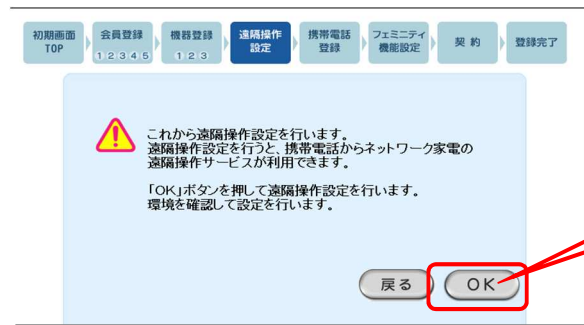 初期画面
TOP
会員登録
1 2 3 4 5
機器登録
1 2 3
遠隔操作
設定
携帯電話
登録
フェミニティ
機能設定
契 約
登録完了
これから遠隔操作設定を行います。
遠隔操作設定を行うと、携帯電話からネットワーク家電の
遠隔操作サービスが利用できます。
「OK」ボタンを押して遠隔操作設定を行います。
環境を確認して設定を行います。
戻る
OK